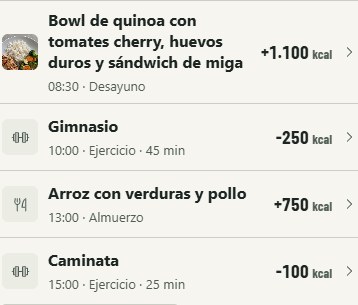 Bowl de quinoa con
tomates cherry, huevos
duros y sándwich de miga
+1.100 kcal
08:30 · Desayuno
Gimnasio
-250 kcal
10:00 · Ejercicio · 45 min
Arroz con verduras y pollo
+750 kcal
13:00 · Almuerzo
Caminata
-100 kcal
15:00 · Ejercicio · 25 min